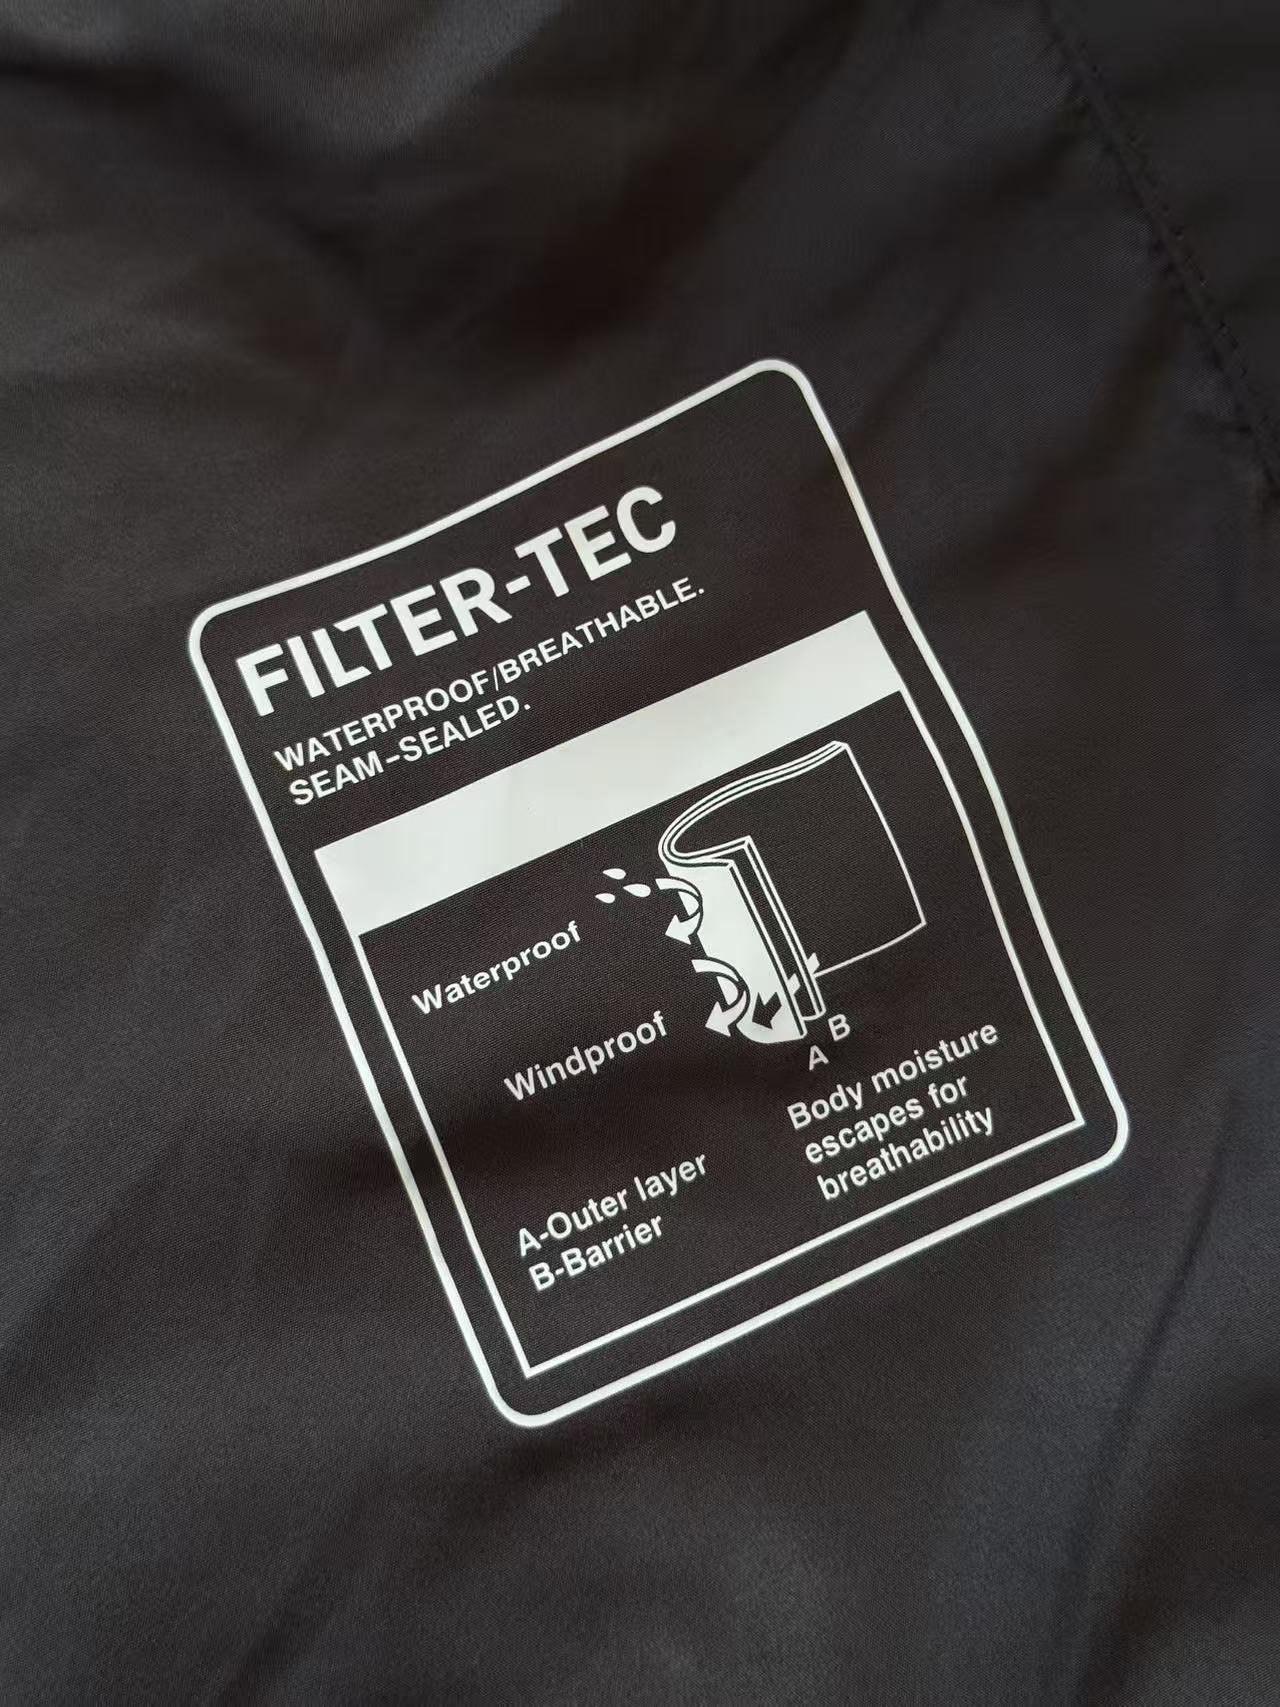 FILTER-TEC
WATERPROOF/BREATHABLE.
SEAM-SEALED.
Waterproof
Windproof
B
A
Body moisture
escapes for
breathability
A-Outer layer
B-Barrier